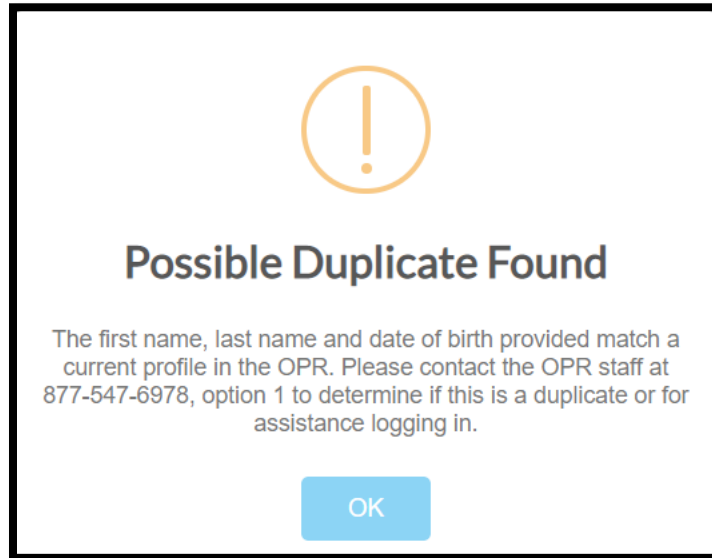 Possible Duplicate Found
The first name, last name and date of birth provided match a
current profile in the OPR. Please contact the OPR staff at
877-547-6978, option 1 to determine if this is a duplicate or for
assistance logging in.
OK